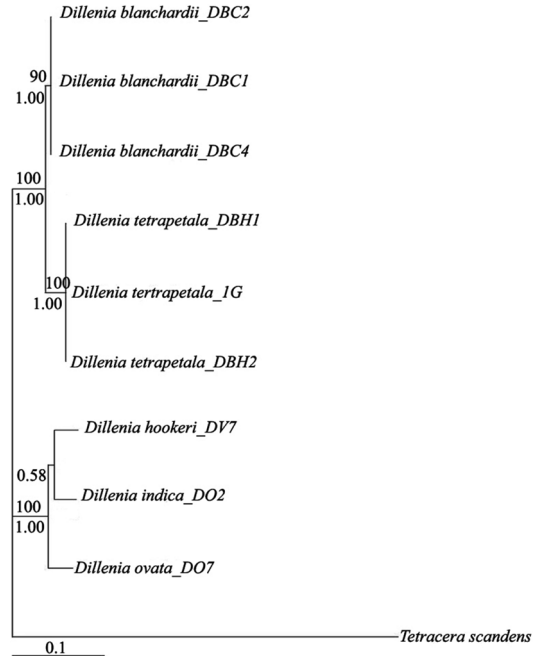 Dillenia blanchardii_DBC2
90
Dillenia blanchardii_DBC1
1.00
Dillenia blanchardii_DBC4
100
1.00
Dillenia tetrapetala_DBH1
100
Dillenia tertrapetala_1G
1.00
Dillenia tetrapetala_DBH2
Dillenia hookeri_DV7
0.58
Dillenia indica_DO2
100
1.00
Dillenia ovata_DO7
Tetracera scandens
0.1